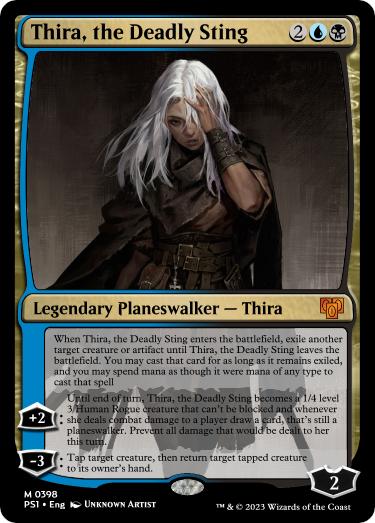 Thira, the Deadly Sting 2
Legendary Planeswalker — Thira
When Thira, the Deadly Sting enters the battlefield, exile another
target creature or artifact until Thira, the Deadly Sting leaves the
battlefield. You may cast that card for as long as it remains exiled,
and you may spend mana as though it were mana of any type to
cast that spell
Until end of turn, Thira, the Deadly Sting becomes a 1/4 level
3/Human Rogue creature that can't be blocked and whenever
+2: she deals combat damage to a player draw a card, that's still a
planeswalker. Prevent all damage that would be dealt to her
this turn.
-3: Tap target creature, then return target tapped creature
to its owner's hand.
2
M 0398
PS1 • Eng Unknown Artist
™ & © 2023 Wizards of the Coast